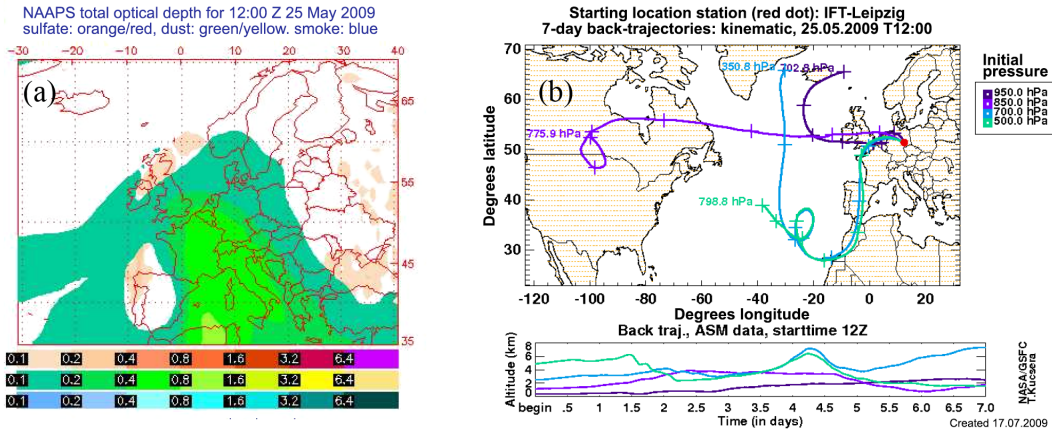 NAAPS total optical depth for 12:00 Z 25 May 2009
sulfate: orange/red, dust: green/yellow. smoke: blue
-30 -20 -10 0 10 20 30 40
(a)
65
55
45
35
0.1 0.2 0.4 0.8 1.6 3.2 6.4
0.1 0.2 0.4 0.8 1.6 3.2 6.4
0.1 0.2 0.4 0.8 1.6 3.2 6.4
Starting location station (red dot): IFT-Leipzig
7-day back-trajectories: kinematic, 25.05.2009 T12:00
(b)
Degrees latitude
70
60
50
40
30
350.8 hPa
702.8 hPa
775.9 hPa
798.8 hPa
-120 -100 -80 -60 -40 -20 0 20
Degrees longitude
Initial
pressure
950.0 hPa
850.0 hPa
700.0 hPa
500.0 hPa
Back traj., ASM data, starttime 12Z
Altitude (km)
8
6
4
2
0
begin .5 1 1.5 2.0 2.5 3.0 3.5 4.0 4.5 5.0 5.5 6.0 6.5 7.0
Time (in days)
NASA/GSFC
T.Kucsera
Created 17.07.2009